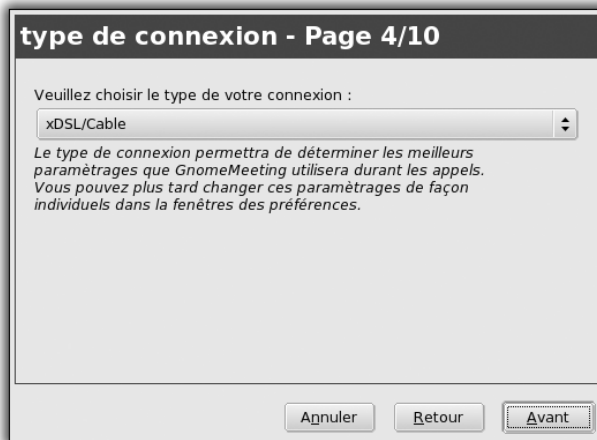 type de connexion - Page 4/10
Veuillez choisir le type de votre connexion :
xDSL/Cable
Le type de connexion permettra de déterminer les meilleurs
paramètrages que GnomeMeeting utilisera durant les appels.
Vous pouvez plus tard changer ces paramètrages de façon
individuels dans la fenêtres des préférences.
Annuler Retour Avant